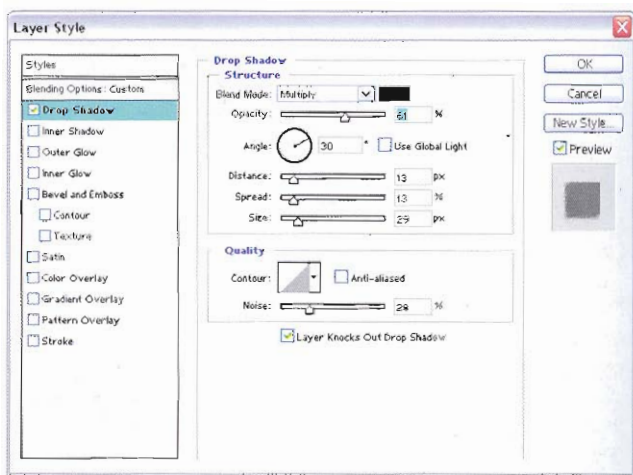 Layer Style
Styles
Blending Options: Custom
Drop Shadow
Inner Shadow
Outer Glow
Inner Glow
Bevel and Emboss
Contour
Texture
Satin
Color Overlay
Gradient Overlay
Pattern Overlay
Stroke
Drop Shadow
Structure
Blend Mode: Multiply
Opacity: 61 %
Angle: 30 ° Use Global Light
Distance: 13 px
Spread: 13 %
Size: 29 px
Quality
Contour: Anti-aliased
Noise: 28 %
Layer Knocks Out Drop Shadow
OK
Cancel
New Style...
Preview